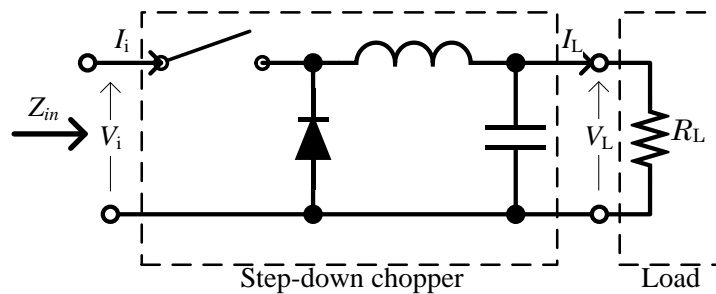 I_i
I_L
Z_in
V_i
V_L
R_L
Step-down chopper
Load